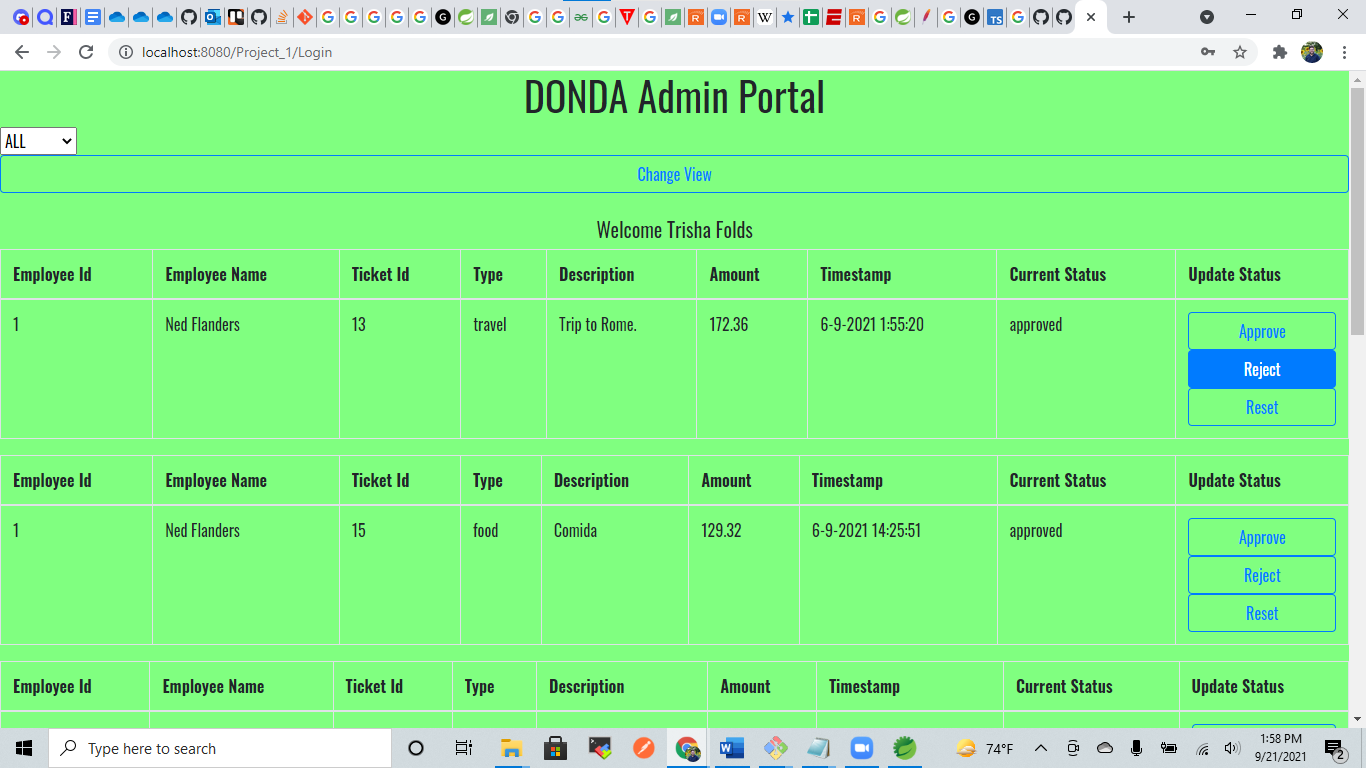 localhost:8080/Project_1/Login
DONDA Admin Portal
ALL
Change View
Welcome Trisha Folds
Employee Id Employee Name Ticket Id Type Description Amount Timestamp Current Status Update Status
1 Ned Flanders 13 travel Trip to Rome. 172.36 6-9-2021 1:55:20 approved Approve
Reject
Reset
Employee Id Employee Name Ticket Id Type Description Amount Timestamp Current Status Update Status
1 Ned Flanders 15 food Comida 129.32 6-9-2021 14:25:51 approved Approve
Reject
Reset
Employee Id Employee Name Ticket Id Type Description Amount Timestamp Current Status Update Status
Type here to search
74°F
1:58 PM
9/21/2021
2